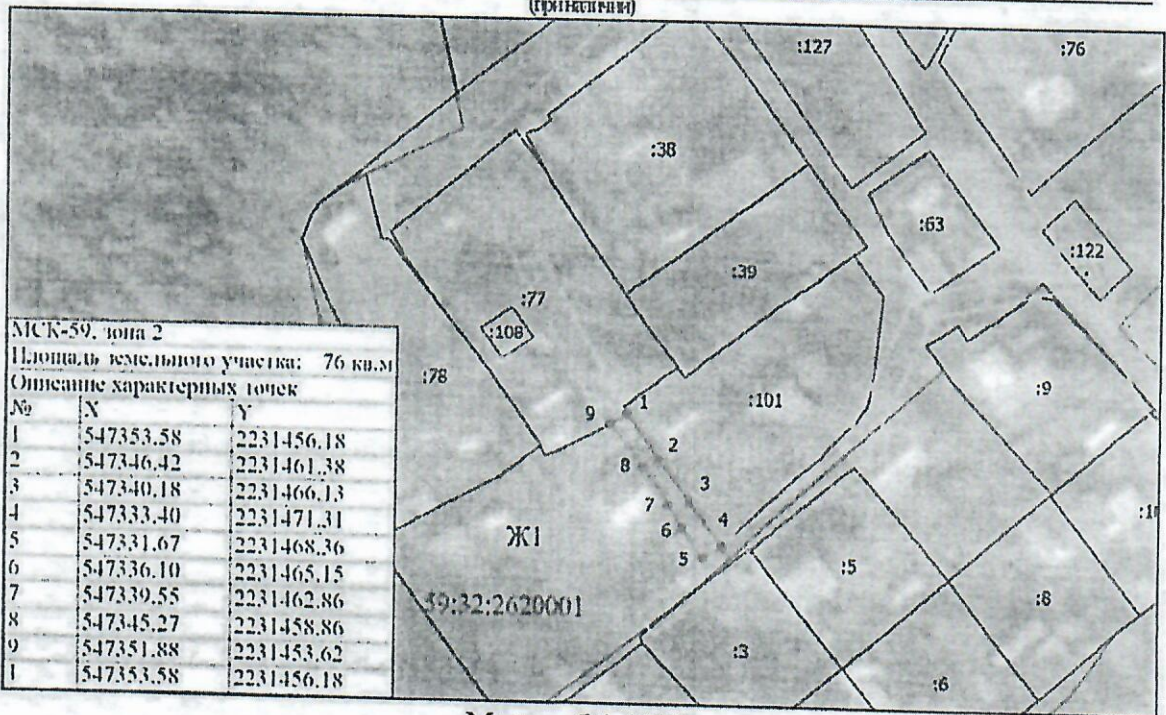 (при наличии)
:127
:76
:38
:63
:122
:39
:77
:108
МСК-59, зона 2
Площадь земельного участка: 76 кв.м
Описание характерных точек
№ X Y
1 547353.58 2231456.18
2 547346.42 2231461.38
3 547340.18 2231466.13
4 547333.40 2231471.31
5 547331.67 2231468.36
6 547336.10 2231465.15
7 547339.55 2231462.86
8 547345.27 2231458.86
9 547351.88 2231453.62
1 547353.58 2231456.18
:78
:101
:9
1
9
2
8
3
7
4
6
5
Ж1
:5
:8
59:32:2620001
:3
:6